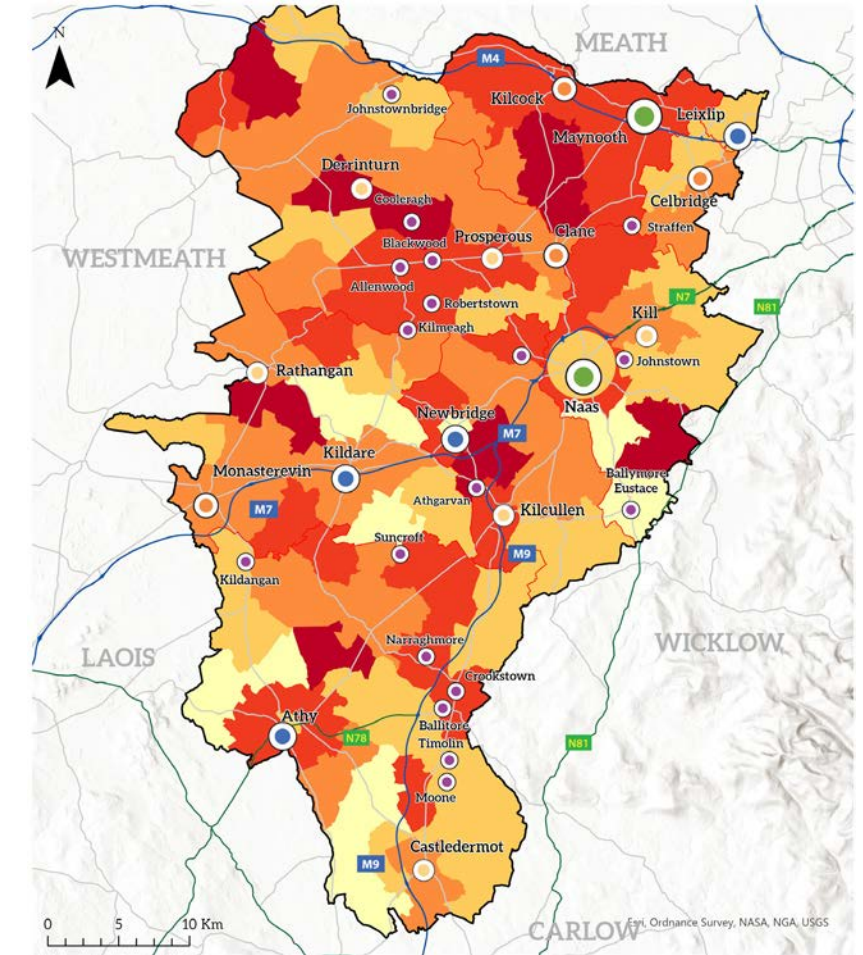 N
MEATH
M4
Kilcock
Leixlip
Johnstownbridge
Maynooth
Derrinturn
Celbridge
Cooleragh
Straffen
Clane
Prosperous
Blackwood
WESTMEATH
Allenwood
N7
N81
Robertstown
Kill
Kilmeagh
Johnstown
Rathangan
Naas
Newbridge
M7
Kildare
Monasterevin
Ballymore
Eustace
Athgarvan
M7
Kilcullen
Suncroft
M9
Kildangan
Narraghmore
WICKLOW
LAOIS
Crookstown
Athy
Ballitore
N78
Timolin
N81
Moone
Castledermot
M9
0 5 10 Km
CARLOW
Esri, Ordnance Survey, NASA, NGA, USGS